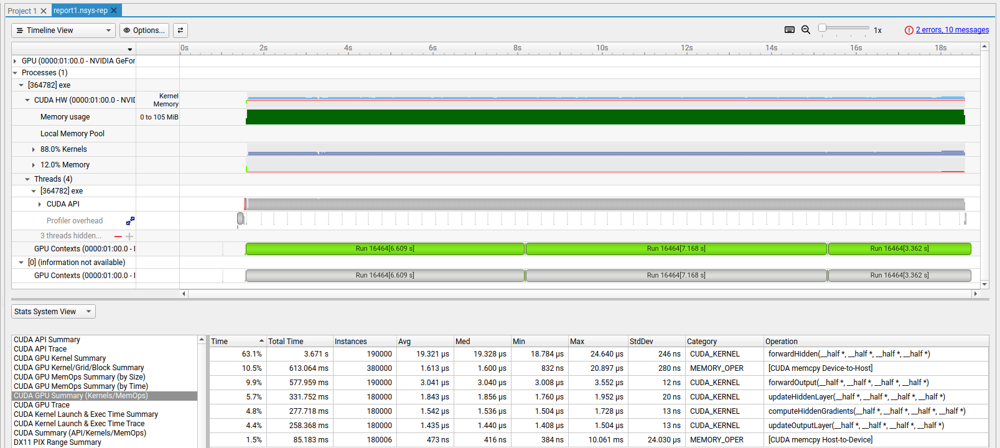 Project 1 report1.nsys-rep
Timeline View Options... 1x 2 errors, 10 messages
0s 2s 4s 6s 8s 10s 12s 14s 16s 18s
GPU (0000:01:00.0 - NVIDIA GeFor
Processes (1)
[364782] exe
CUDA HW (0000:01:00.0 - NVID Kernel
Memory
Memory usage 0 to 105 MiB
Local Memory Pool
88.0% Kernels
12.0% Memory
Threads (4)
[364782] exe
CUDA API
Profiler overhead
3 threads hidden...
GPU Contexts (0000:01:00.0 - Run 16464[6.609 s] Run 16464[7.168 s] Run 16464[3.362 s]
[0] (information not available)
GPU Contexts (0000:01:00.0 - Run 16464[6.609 s] Run 16464[7.168 s] Run 16464[3.362 s]
Stats System View
CUDA API Summary
CUDA API Trace
CUDA GPU Kernel Summary
CUDA GPU Kernel/Grid/Block Summary
CUDA GPU MemOps Summary (by Size)
CUDA GPU MemOps Summary (by Time)
CUDA GPU Summary (Kernels/MemOps)
CUDA GPU Trace
CUDA Kernel Launch & Exec Time Summary
CUDA Kernel Launch & Exec Time Trace
CUDA Summary (API/Kernels/MemOps)
DX11 PIX Range Summary
Time Total Time Instances Avg Med Min Max StdDev Category Operation
63.1% 3.671 s 190000 19.321 μs 19.328 μs 18.784 μs 24.640 μs 246 ns CUDA_KERNEL forwardHidden(__half *, __half *, __half *, __half *)
10.5% 613.064 ms 380000 1.613 μs 1.600 μs 832 ns 20.897 μs 280 ns MEMORY_OPER [CUDA memcpy Device-to-Host]
9.9% 577.959 ms 190000 3.041 μs 3.040 μs 3.008 μs 3.552 μs 12 ns CUDA_KERNEL forwardOutput(__half *, __half *, __half *, __half *)
5.7% 331.752 ms 180000 1.843 μs 1.856 μs 1.760 μs 1.952 μs 20 ns CUDA_KERNEL updateHiddenLayer(__half *, __half *, __half *, __half *)
4.8% 277.718 ms 180000 1.542 μs 1.536 μs 1.504 μs 1.728 μs 13 ns CUDA_KERNEL computeHiddenGradients(__half *, __half *, __half *, __half *)
4.4% 258.368 ms 180000 1.435 μs 1.440 μs 1.408 μs 1.504 μs 13 ns CUDA_KERNEL updateOutputLayer(__half *, __half *, __half *, __half *)
1.5% 85.183 ms 180006 473 ns 416 ns 384 ns 10.061 ms 24.030 μs MEMORY_OPER [CUDA memcpy Host-to-Device]